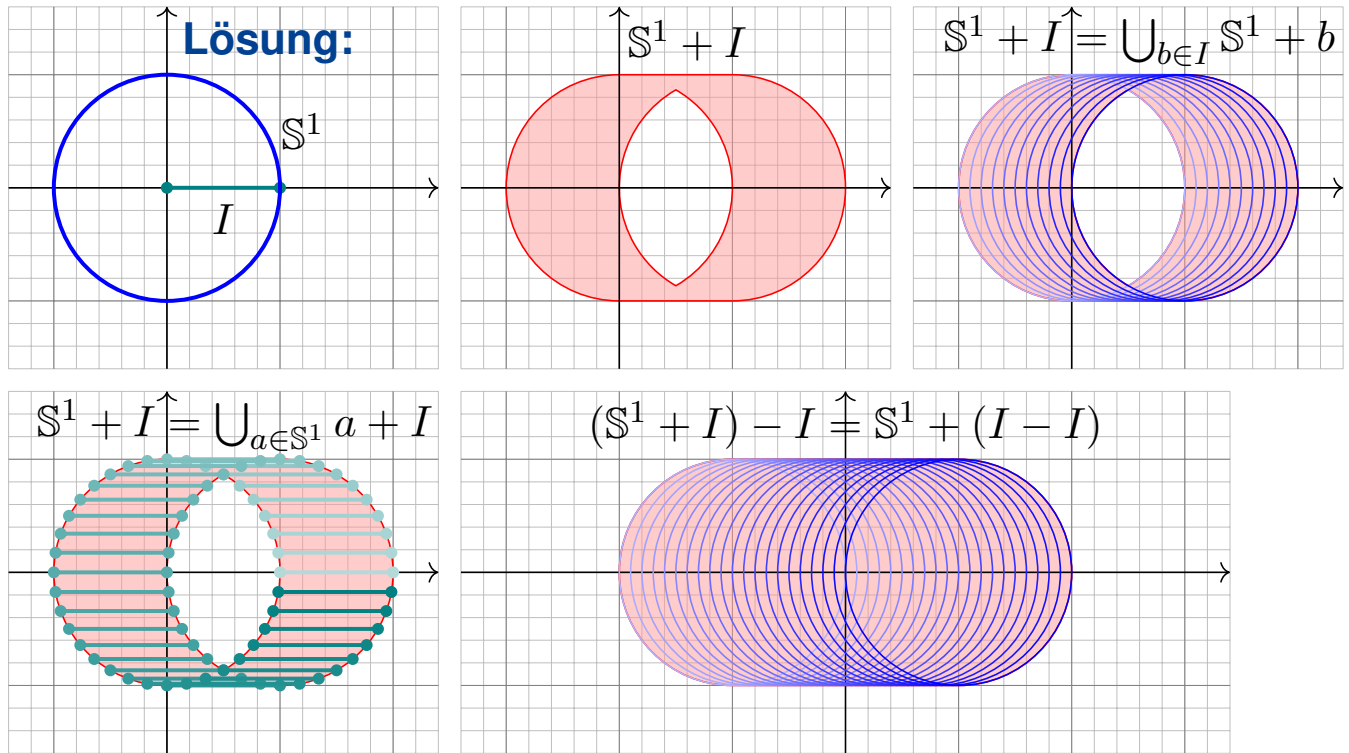 Lösung:
𝕊¹
I
𝕊¹ + I
𝕊¹ + I = ⋃_{b∈I} 𝕊¹ + b
𝕊¹ + I = ⋃_{a∈𝕊¹} a + I
(𝕊¹ + I) − I = 𝕊¹ + (I − I)